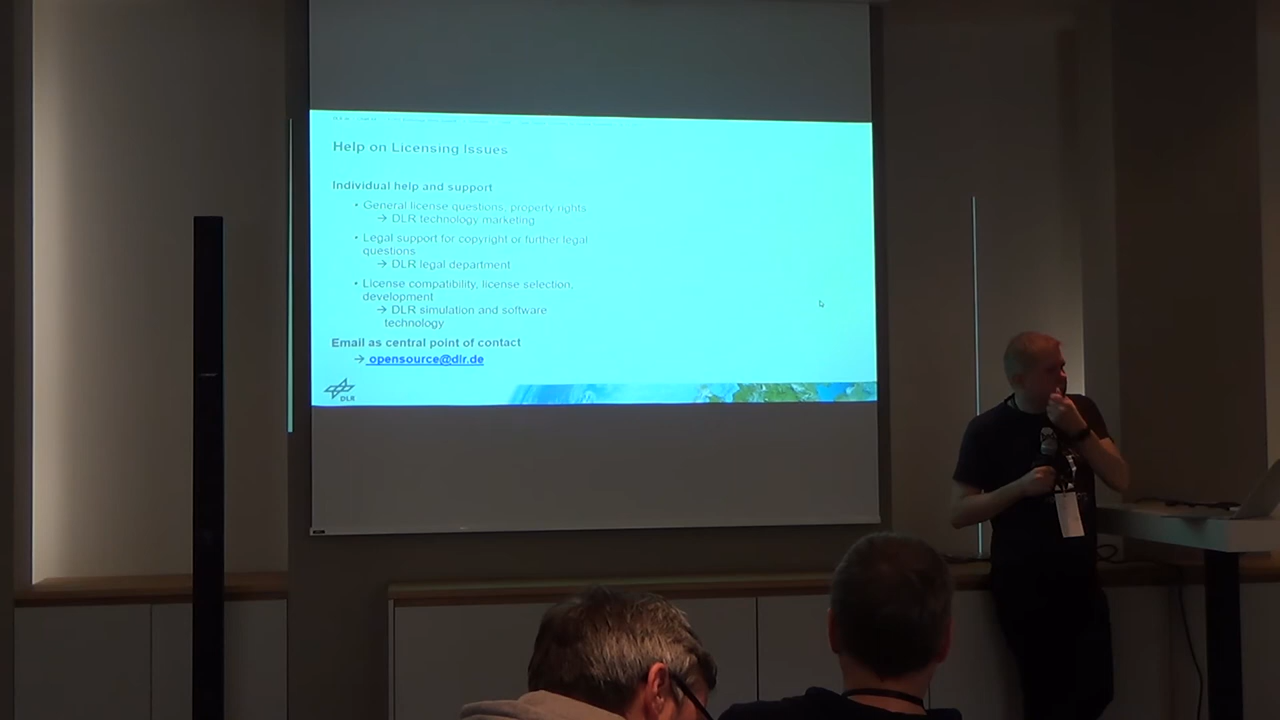 Help on Licensing Issues
Individual help and support
• General license questions, property rights
→ DLR technology marketing
• Legal support for copyright or further legal
questions
→ DLR legal department
• License compatibility, license selection,
development
→ DLR simulation and software
technology
Email as central point of contact
→ opensource@dlr.de
DLR